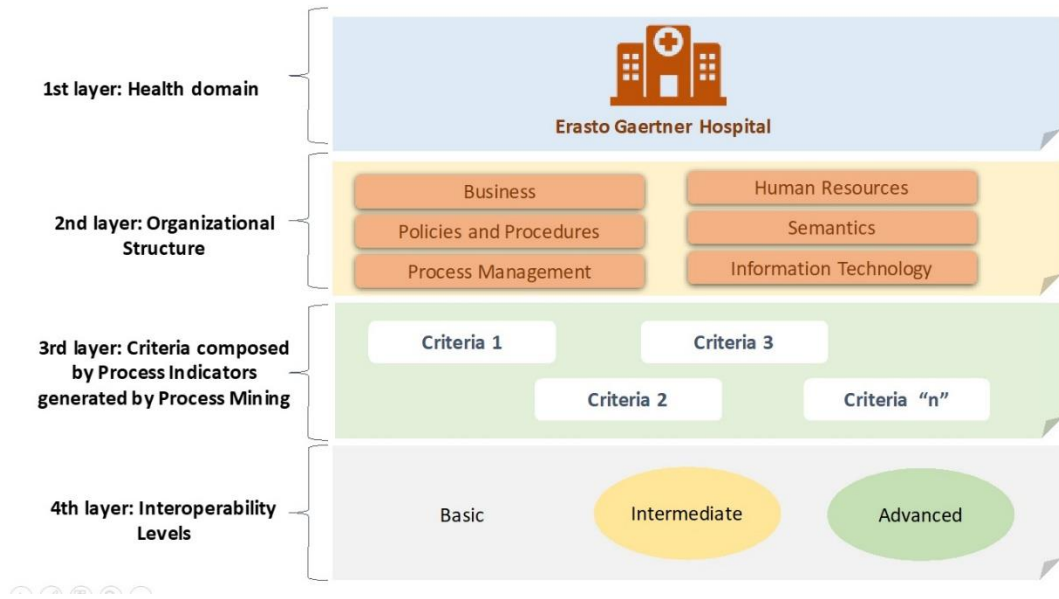 1st layer: Health domain
Erasto Gaertner Hospital
2nd layer: Organizational
Structure
Business
Human Resources
Policies and Procedures
Semantics
Process Management
Information Technology
3rd layer: Criteria composed
by Process Indicators
generated by Process Mining
Criteria 1
Criteria 3
Criteria 2
Criteria "n"
4th layer: Interoperability
Levels
Basic
Intermediate
Advanced